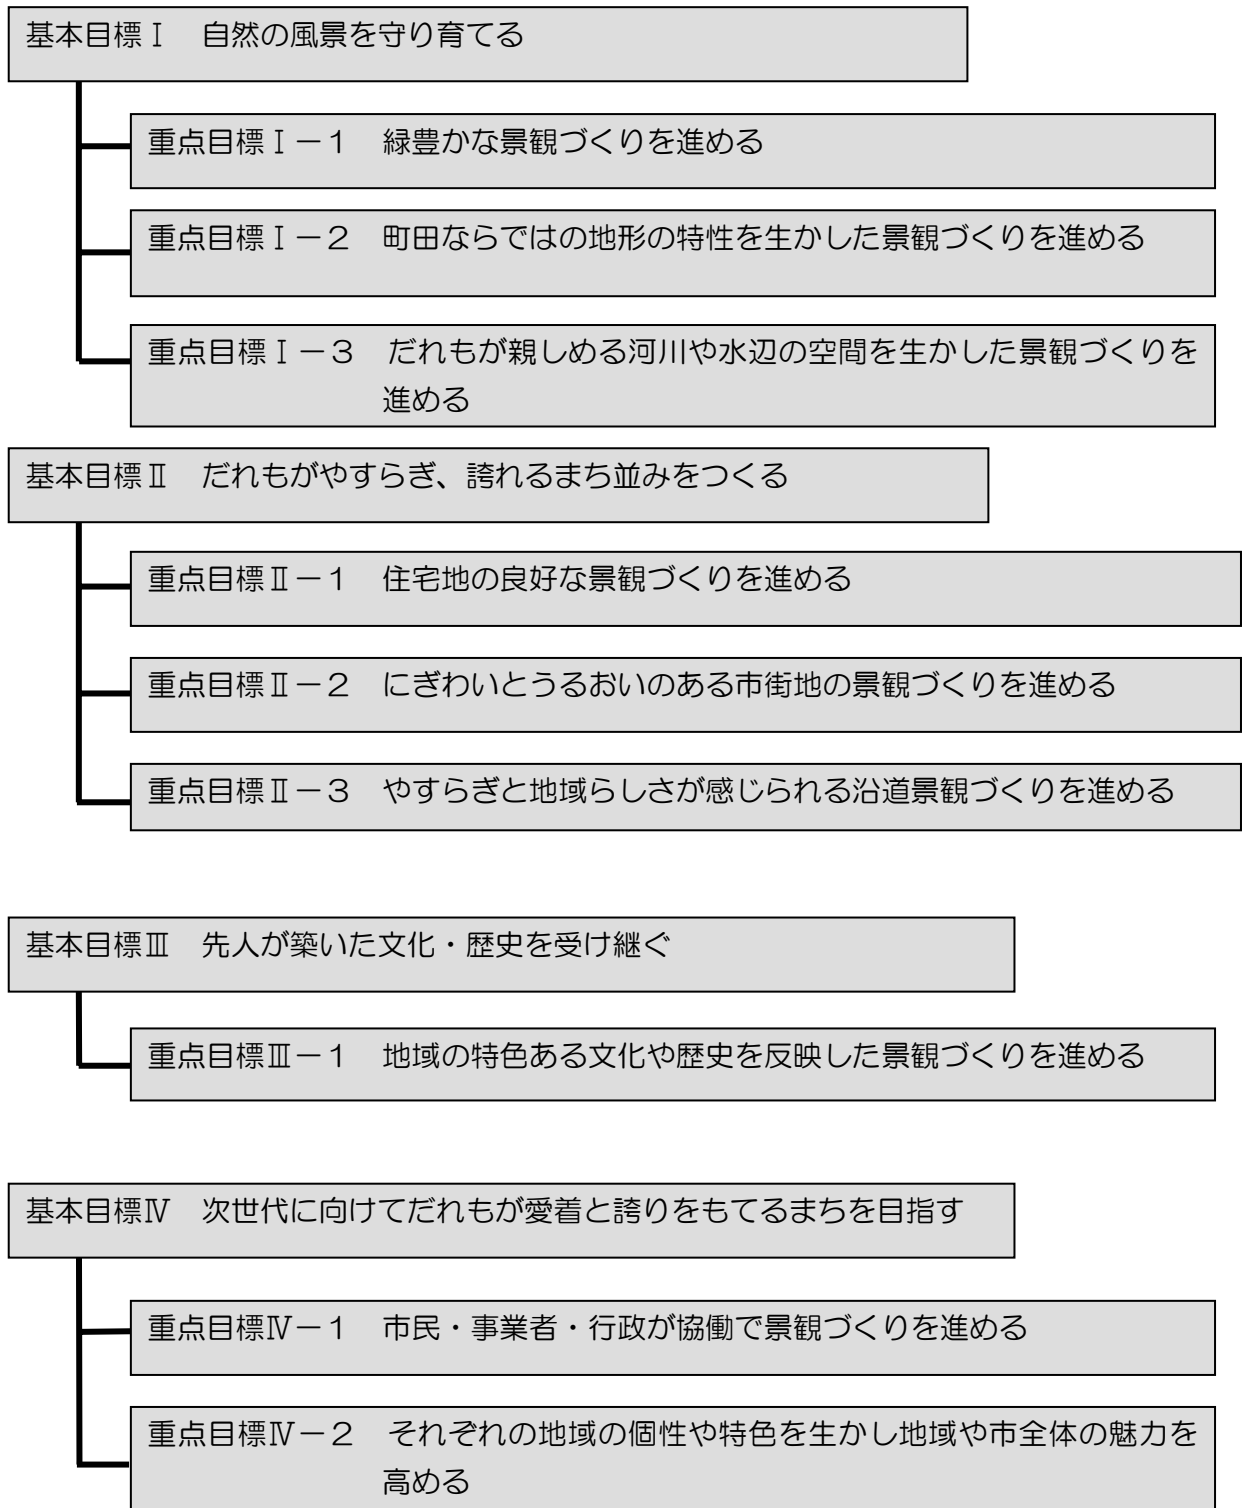 基本目標Ⅰ　自然の風景を守り育てる
重点目標Ⅰ－１　緑豊かな景観づくりを進める
重点目標Ⅰ－２　町田ならではの地形の特性を生かした景観づくりを進める
重点目標Ⅰ－３　だれもが親しめる河川や水辺の空間を生かした景観づくりを
進める
基本目標Ⅱ　だれもがやすらぎ、誇れるまち並みをつくる
重点目標Ⅱ－１　住宅地の良好な景観づくりを進める
重点目標Ⅱ－２　にぎわいとうるおいのある市街地の景観づくりを進める
重点目標Ⅱ－３　やすらぎと地域らしさが感じられる沿道景観づくりを進める
基本目標Ⅲ　先人が築いた文化・歴史を受け継ぐ
重点目標Ⅲ－１　地域の特色ある文化や歴史を反映した景観づくりを進める
基本目標Ⅳ　次世代に向けてだれもが愛着と誇りをもてるまちを目指す
重点目標Ⅳ－１　市民・事業者・行政が協働で景観づくりを進める
重点目標Ⅳ－２　それぞれの地域の個性や特色を生かし地域や市全体の魅力を
高める